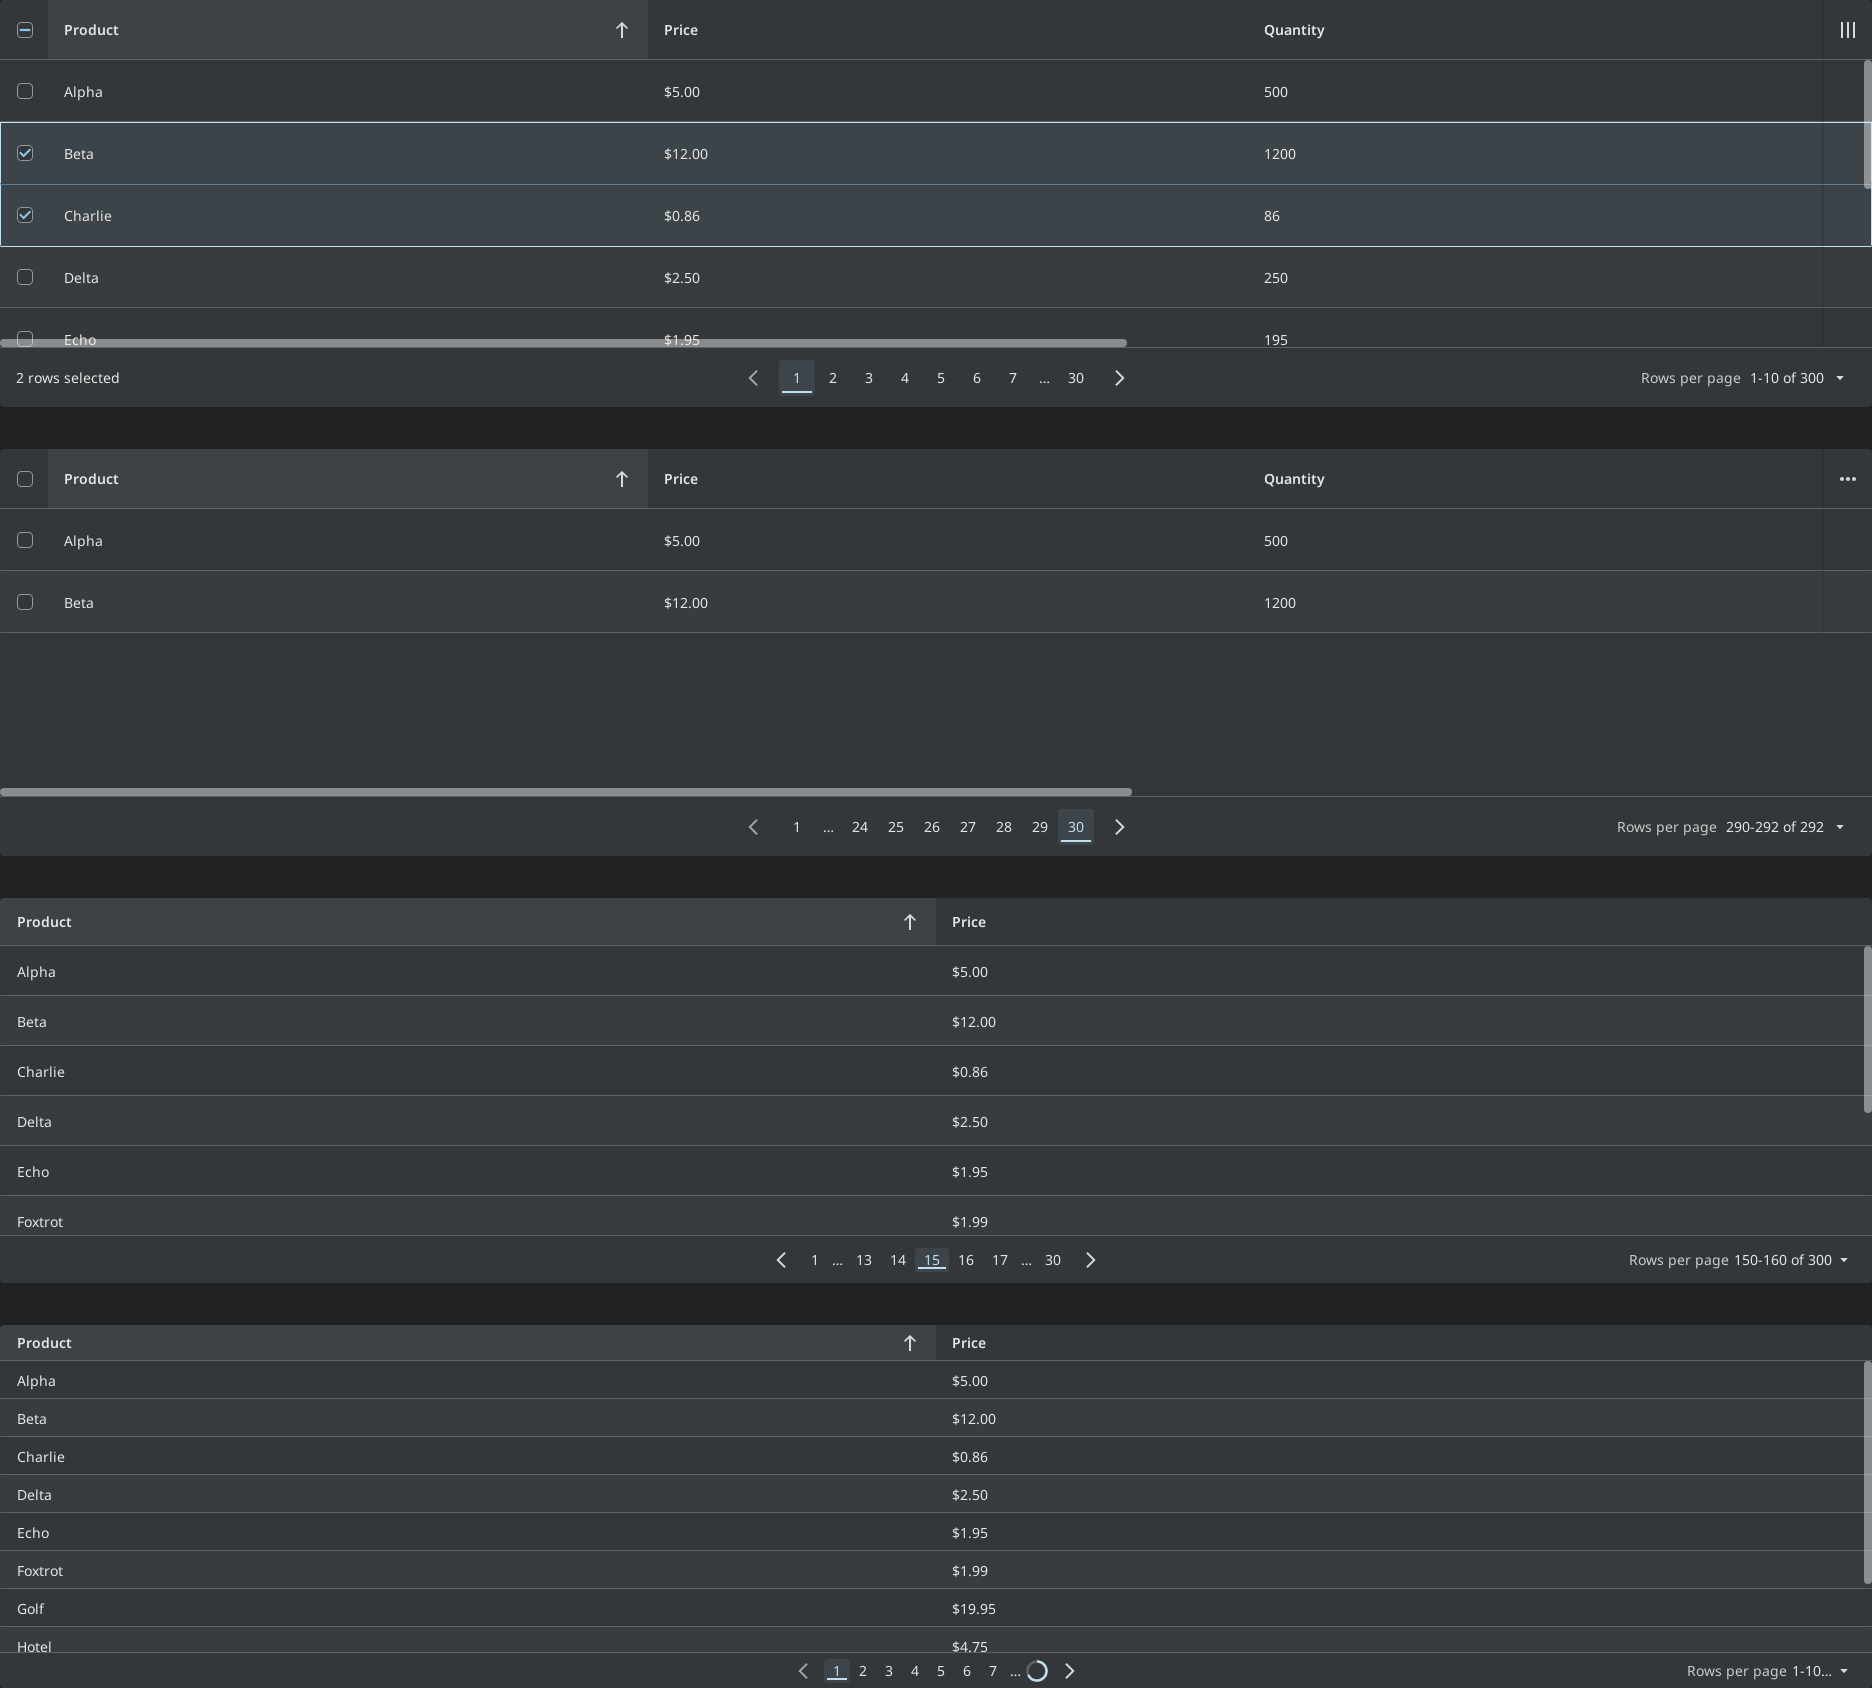 Product Price Quantity
Alpha $5.00 500
Beta $12.00 1200
Charlie $0.86 86
Delta $2.50 250
Echo $1.95 195
2 rows selected 1 2 3 4 5 6 7 ... 30 Rows per page 1-10 of 300
Product Price Quantity
Alpha $5.00 500
Beta $12.00 1200
1 ... 24 25 26 27 28 29 30 Rows per page 290-292 of 292
Product Price
Alpha $5.00
Beta $12.00
Charlie $0.86
Delta $2.50
Echo $1.95
Foxtrot $1.99
1 ... 13 14 15 16 17 ... 30 Rows per page 150-160 of 300
Product Price
Alpha $5.00
Beta $12.00
Charlie $0.86
Delta $2.50
Echo $1.95
Foxtrot $1.99
Golf $19.95
Hotel $4.75
1 2 3 4 5 6 7 ... Rows per page 1-10...